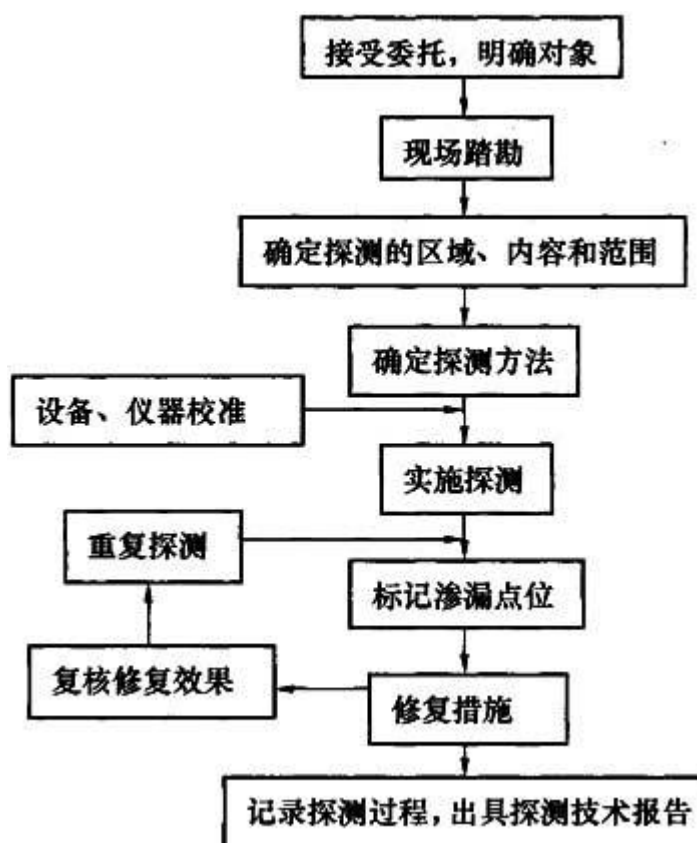 接受委托，明确对象
现场踏勘
确定探测的区域、内容和范围
确定探测方法
设备、仪器校准
实施探测
重复探测
标记渗漏点位
复核修复效果
修复措施
记录探测过程，出具探测技术报告